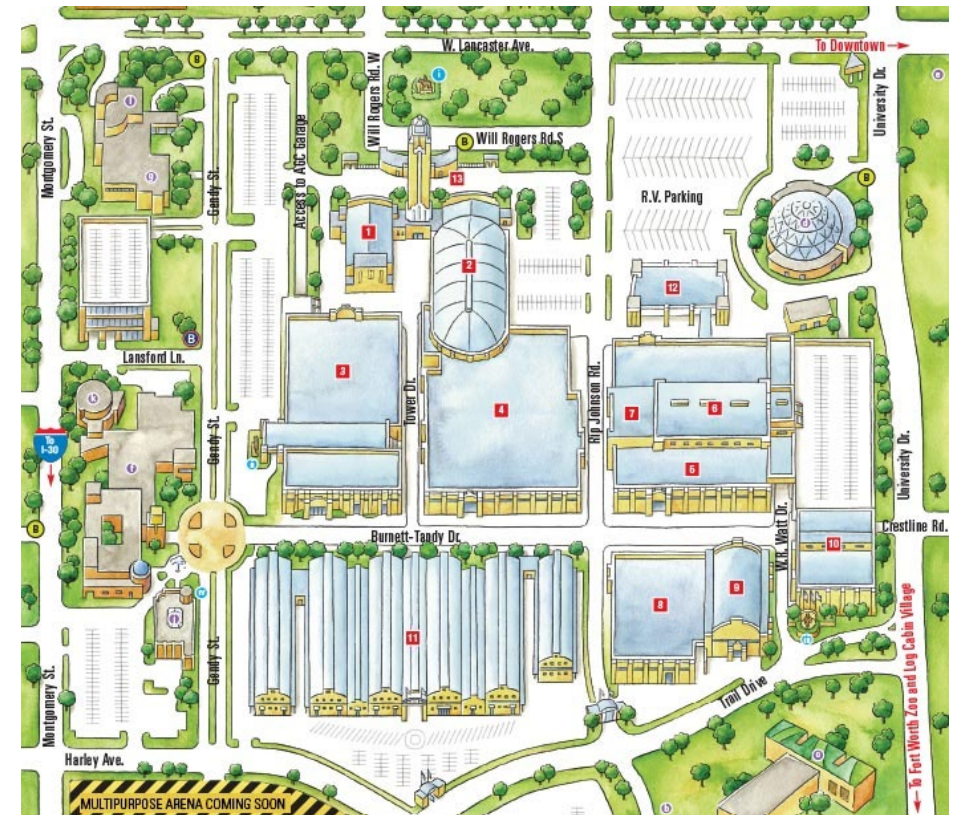 W. Lancaster Ave.
To Downtown
i
e
B
Montgomery St.
l
Gendy St.
Access to AGC Garage
Will Rogers Rd. W
B
Will Rogers Rd.S
13
University Dr.
g
R.V. Parking
B
1
2
12
B
Lansford Ln.
3
Tower Dr.
4
Rip Johnson Rd.
7
6
5
k
To
I-30
f
Gendy St.
University Dr.
B
Burnett-Tandy Dr.
W.R. Watt Dr.
Crestline Rd.
10
8
9
11
Gendy St.
Montgomery St.
Trail Drive
To Fort Worth Zoo and Log Cabin Village
Harley Ave.
MULTIPURPOSE ARENA COMING SOON
b